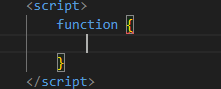 <script>
function {
}
</script>